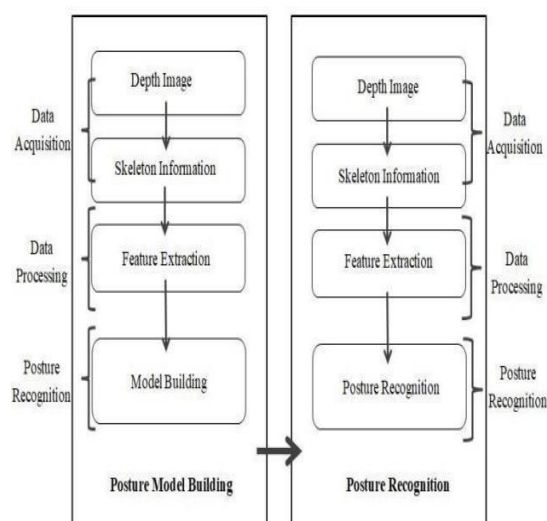 Depth Image
Data
Acquisition
Skeleton Information
Data
Processing
Feature Extraction
Posture
Recognition
Model Building
Posture Model Building
Depth Image
Data
Acquisition
Skeleton Information
Feature Extraction
Data
Processing
Posture Recognition
Posture
Recognition
Posture Recognition